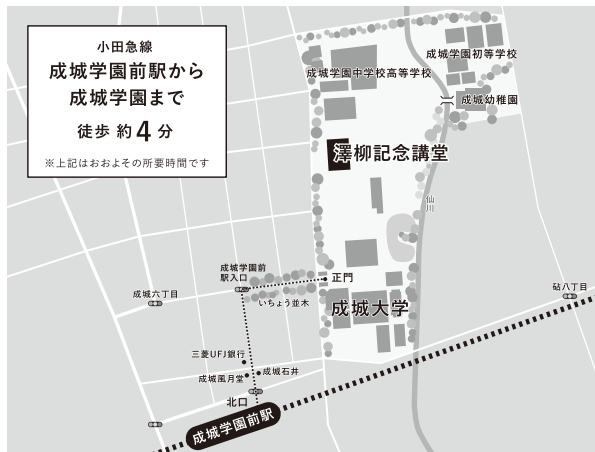 小田急線
成城学園前駅から
成城学園まで
徒歩 約4分
※上記はおおよその所要時間です
成城学園初等学校
成城学園中学校高等学校
成城幼稚園
澤柳記念講堂
仙川
成城学園前
駅入口
正門
成城六丁目
いちょう並木
砧八丁目
成城大学
三菱UFJ銀行
成城石井
成城風月堂
北口
成城学園前駅